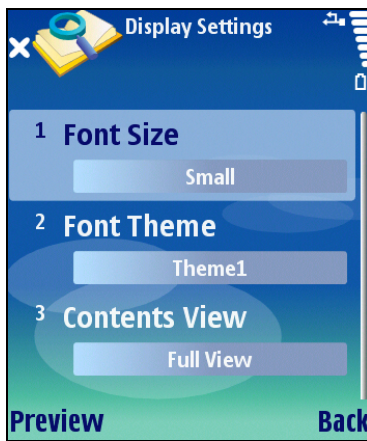 Display Settings
1 Font Size
Small
2 Font Theme
Theme1
3 Contents View
Full View
Preview Back